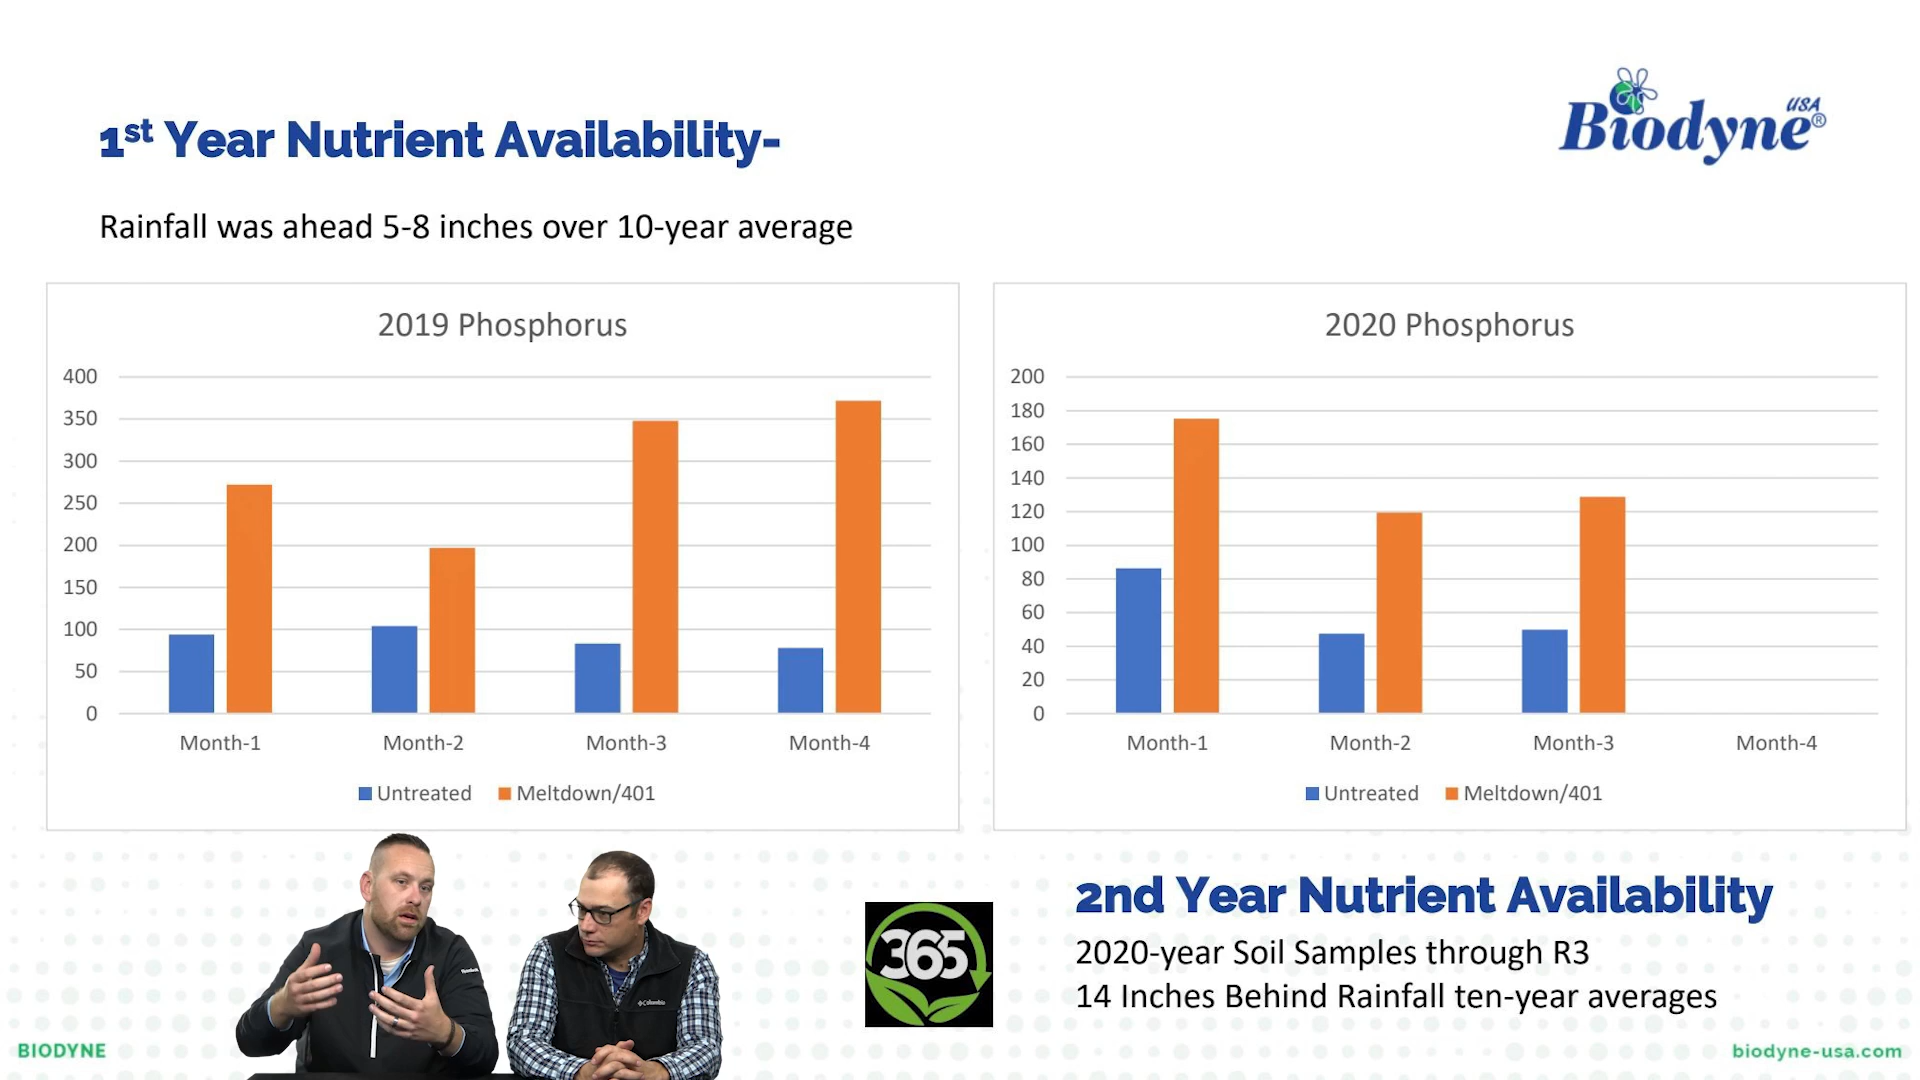 1st Year Nutrient Availability-
USA
Biodyne®
Rainfall was ahead 5-8 inches over 10-year average
2019 Phosphorus
400
350
300
250
200
150
100
50
0
Month-1 Month-2 Month-3 Month-4
Untreated Meltdown/401
2020 Phosphorus
200
180
160
140
120
100
80
60
40
20
0
Month-1 Month-2 Month-3 Month-4
Untreated Meltdown/401
365
2nd Year Nutrient Availability
2020-year Soil Samples through R3
14 Inches Behind Rainfall ten-year averages
Columbia
BIODYNE
biodyne-usa.com